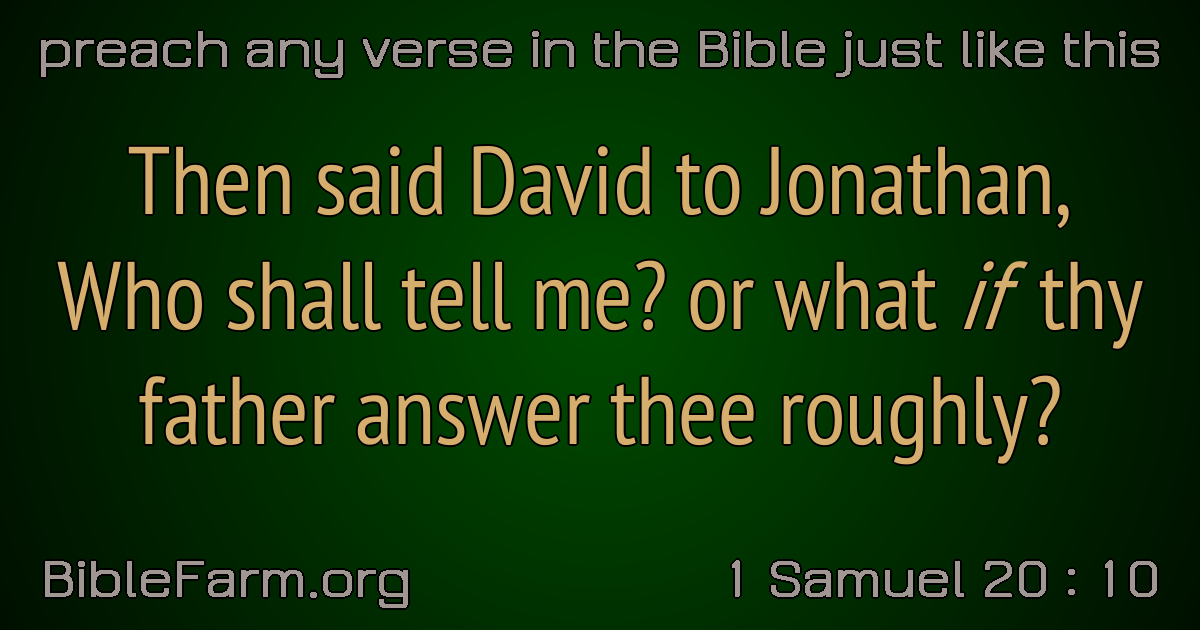 preach any verse in the Bible just like this
Then said David to Jonathan,
Who shall tell me? or what if thy
father answer thee roughly?
BibleFarm.org
1 Samuel 20 : 10